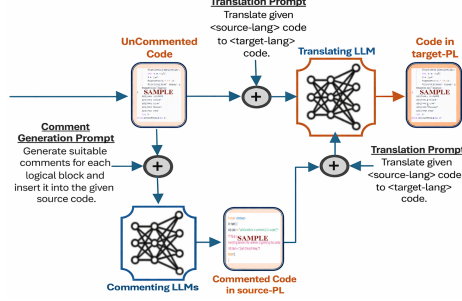 Translation Prompt
Translate given
<source-lang> code
to <target-lang>
code.
UnCommented
Code
Translating LLM
Code in
target-PL
SAMPLE
SAMPLE
+
Comment
Generation Prompt
Generate suitable
comments for each
logical block and
insert it into the given
source code.
+
+
Translation Prompt
Translate given
<source-lang> code
to <target-lang>
code.
SAMPLE
Commenting LLMs
Commented Code
in source-PL